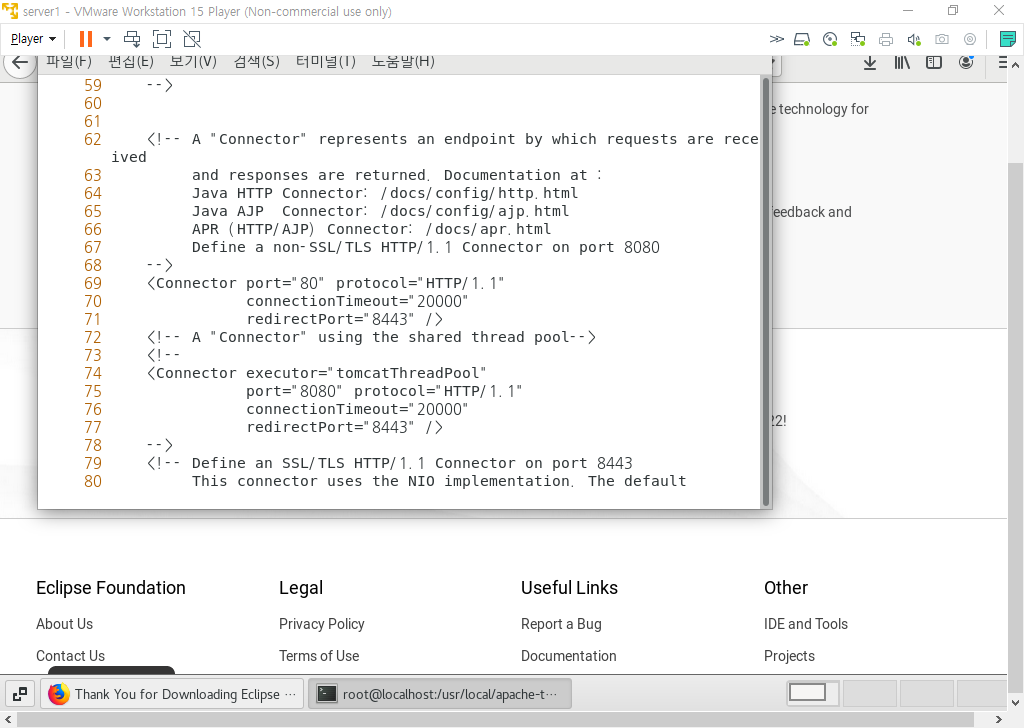 server1 - VMware Workstation 15 Player (Non-commercial use only)
Player
파일(F) 편집(E) 보기(V) 검색(S) 터미널(T) 도움말(H)
59 -->
60
61
62 <!-- A "Connector" represents an endpoint by which requests are rece
ived
63 and responses are returned. Documentation at :
64 Java HTTP Connector: /docs/config/http.html
65 Java AJP  Connector: /docs/config/ajp.html
66 APR (HTTP/AJP) Connector: /docs/apr.html
67 Define a non-SSL/TLS HTTP/1.1 Connector on port 8080
68 -->
69 <Connector port="80" protocol="HTTP/1.1"
70 connectionTimeout="20000"
71 redirectPort="8443" />
72 <!-- A "Connector" using the shared thread pool-->
73 <!--
74 <Connector executor="tomcatThreadPool"
75 port="8080" protocol="HTTP/1.1"
76 connectionTimeout="20000"
77 redirectPort="8443" />
78 -->
79 <!-- Define an SSL/TLS HTTP/1.1 Connector on port 8443
80 This connector uses the NIO implementation. The default
e technology for
feedback and
22!
Eclipse Foundation
About Us
Contact Us
Legal
Privacy Policy
Terms of Use
Useful Links
Report a Bug
Documentation
Other
IDE and Tools
Projects
Thank You for Downloading Eclipse ···
root@localhost:/usr/local/apache-t···